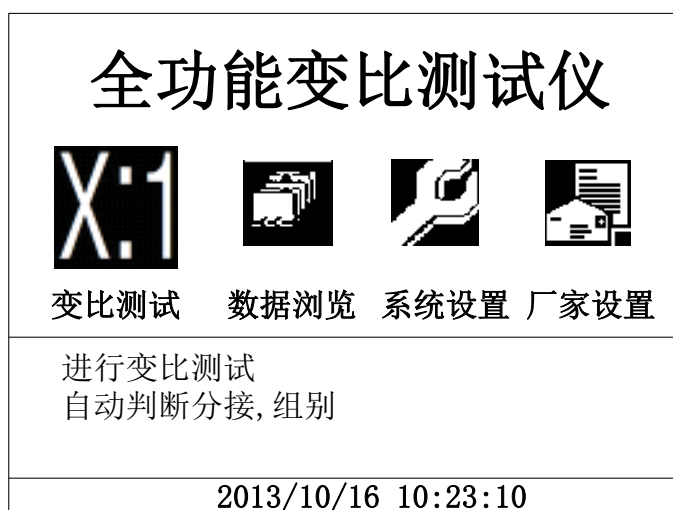 全功能变比测试仪
X:1
变比测试 数据浏览 系统设置 厂家设置
进行变比测试
自动判断分接,组别
2013/10/16 10:23:10